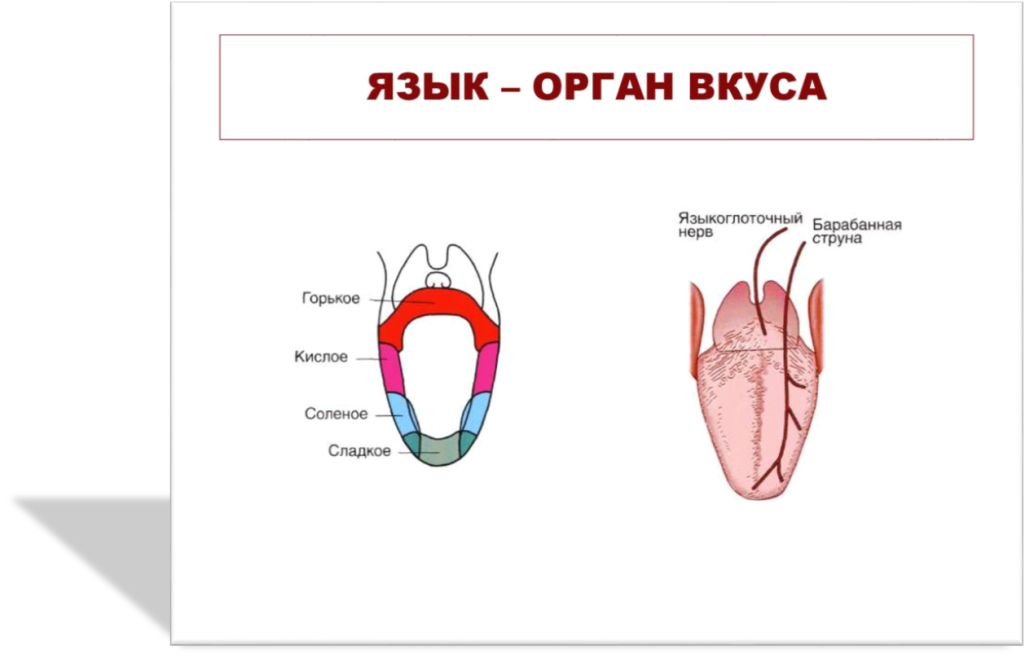 ЯЗЫК – ОРГАН ВКУСА
Горькое
Кислое
Соленое
Сладкое
Языкоглоточный
нерв
Барабанная
струна